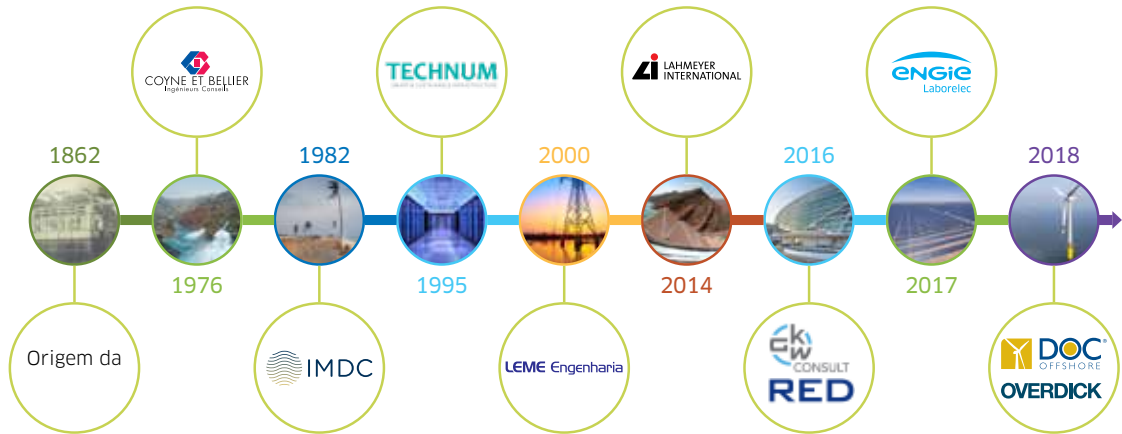 COYNE ET BELLIER
Ingénieurs Conseils
TECHNUM
LAHMEYER
INTERNATIONAL
ENGIE
Laborelec
1862
1982
2000
2016
2018
1976
1995
2014
2017
Origem da
IMDC
LEME Engenharia
GKW
CONSULT
RED
DOC
OFFSHORE
OVERDICK